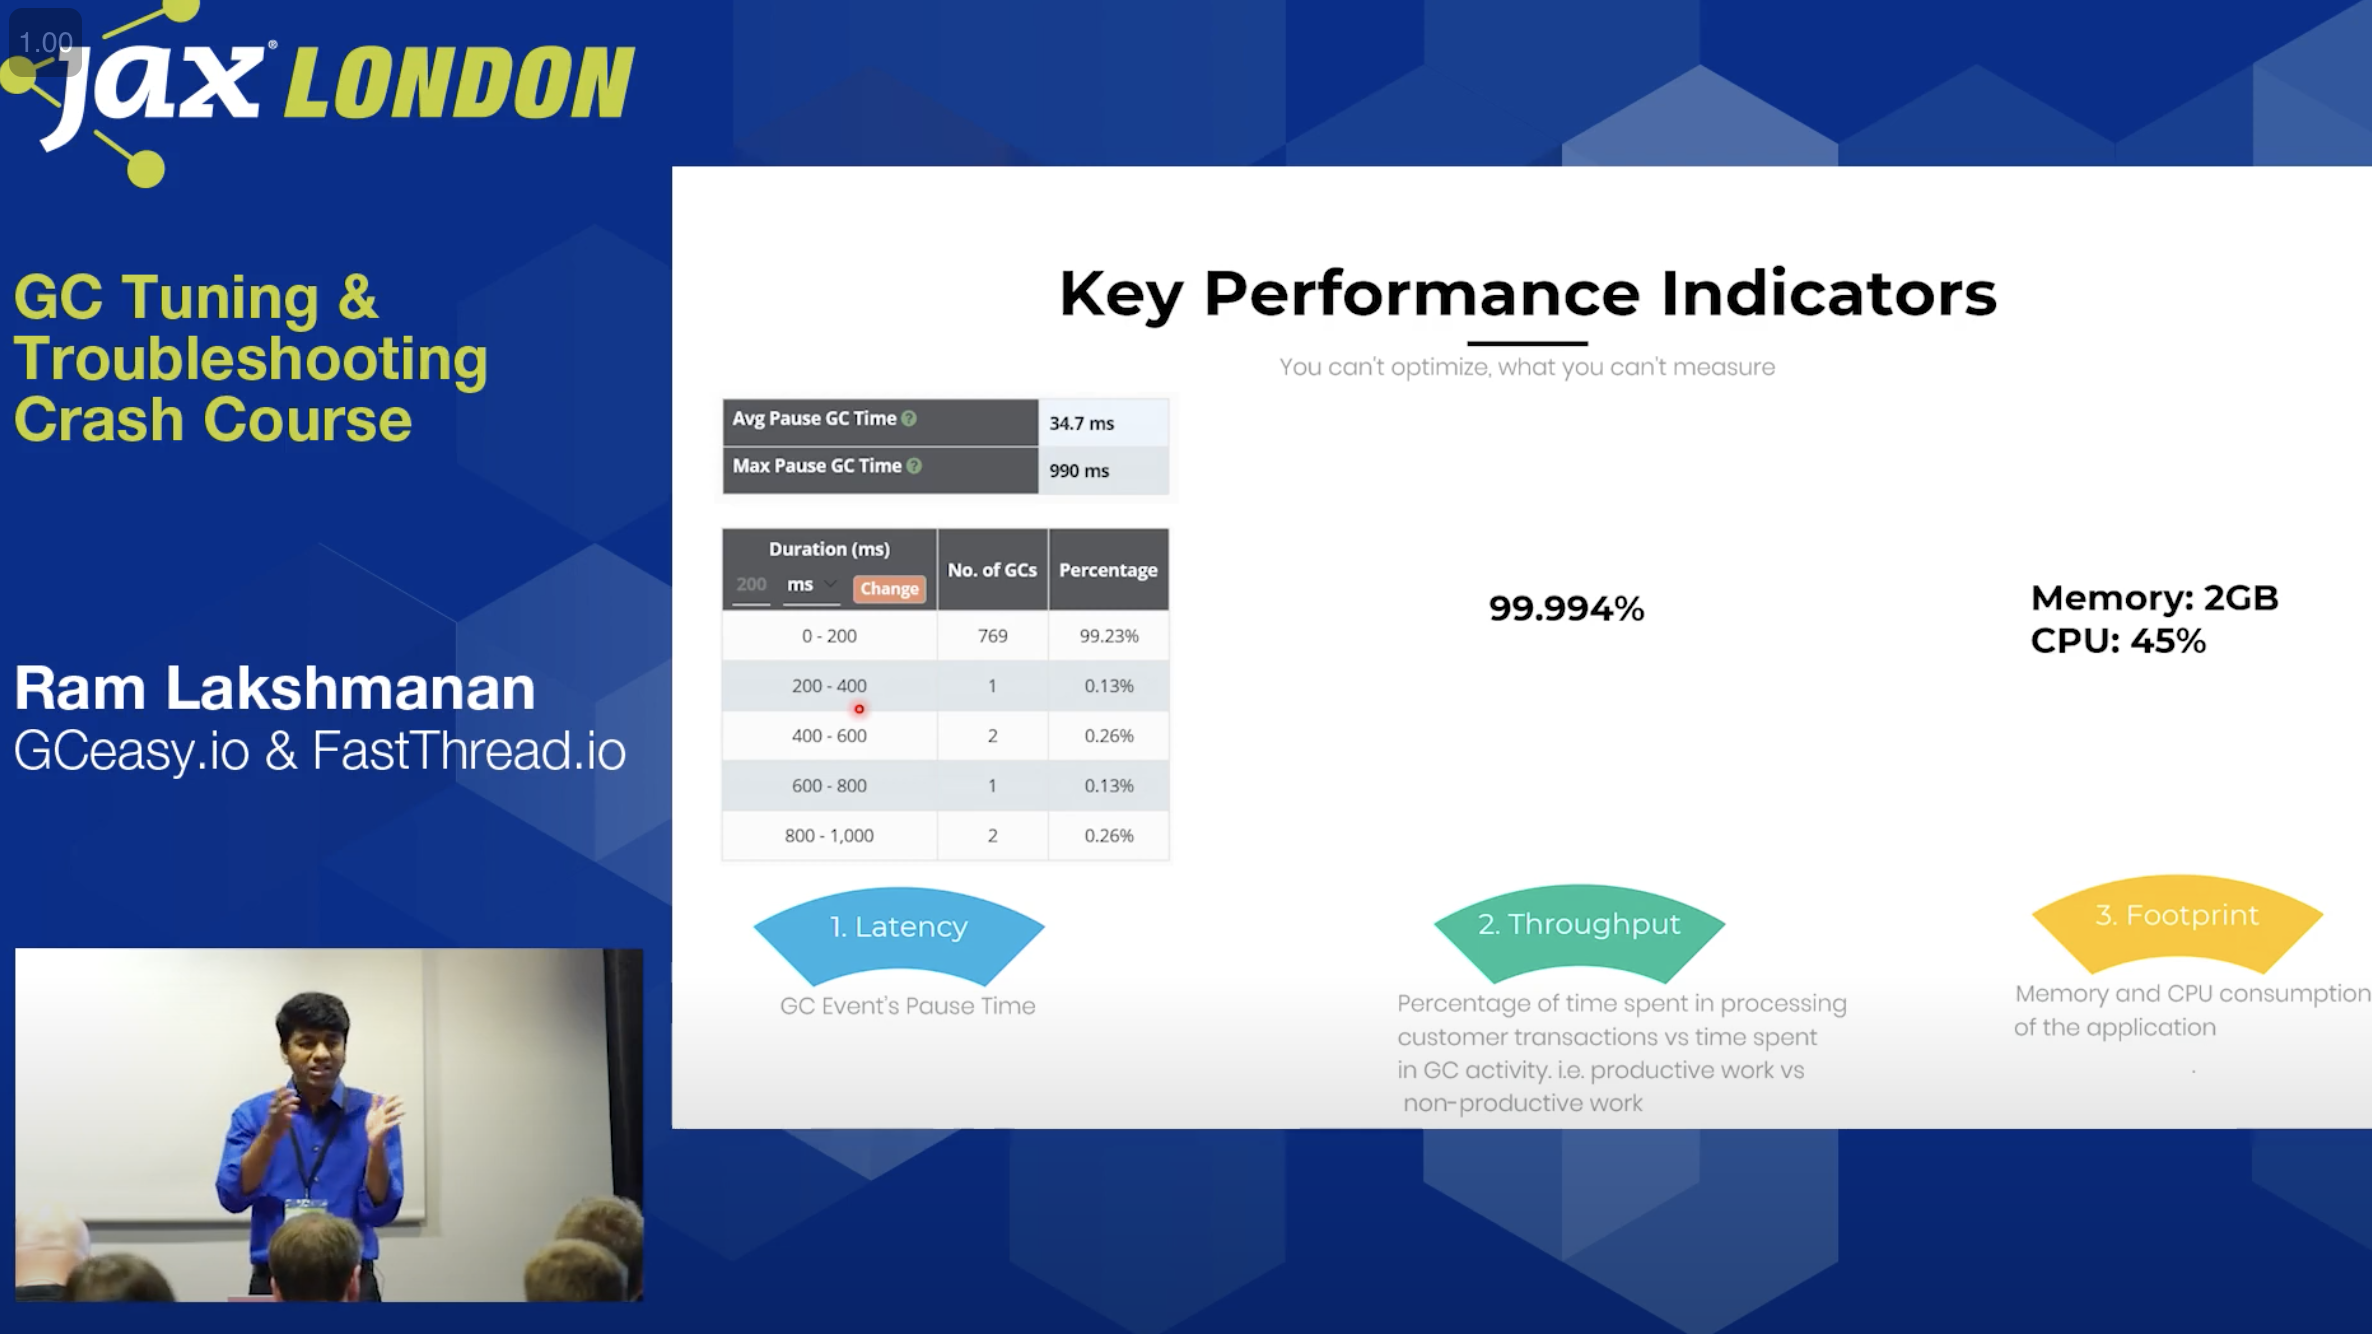 1.00
jax® LONDON
GC Tuning &
Troubleshooting
Crash Course
Ram Lakshmanan
GCeasy.io & FastThread.io
Key Performance Indicators
You can't optimize, what you can't measure
Avg Pause GC Time ? 34.7 ms
Max Pause GC Time ? 990 ms
Duration (ms) No. of GCs Percentage
200 ms Change
0 - 200 769 99.23%
200 - 400 1 0.13%
400 - 600 2 0.26%
600 - 800 1 0.13%
800 - 1,000 2 0.26%
1. Latency
GC Event's Pause Time
99.994%
2. Throughput
Percentage of time spent in processing
customer transactions vs time spent
in GC activity. i.e. productive work vs
non-productive work
Memory: 2GB
CPU: 45%
3. Footprint
Memory and CPU consumption
of the application
.